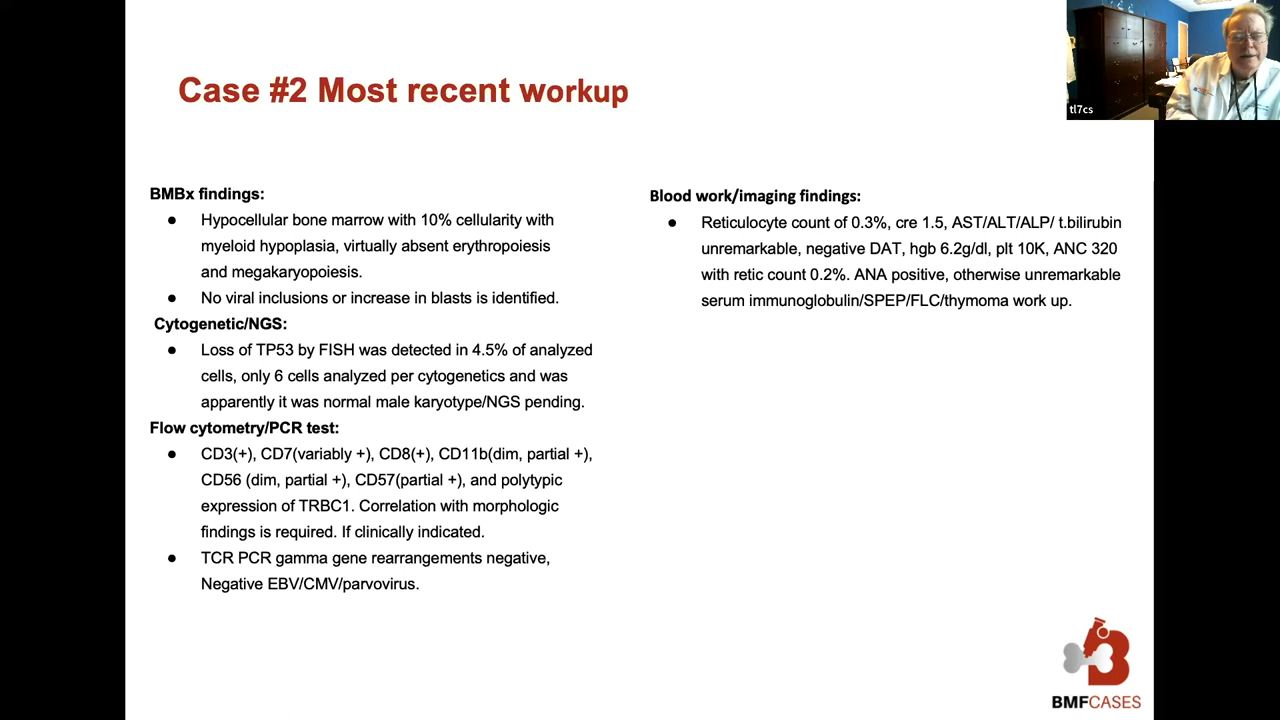 Case #2 Most recent workup
tl7cs
BMBx findings:
● Hypocellular bone marrow with 10% cellularity with
myeloid hypoplasia, virtually absent erythropoiesis
and megakaryopoiesis.
● No viral inclusions or increase in blasts is identified.
Cytogenetic/NGS:
● Loss of TP53 by FISH was detected in 4.5% of analyzed
cells, only 6 cells analyzed per cytogenetics and was
apparently it was normal male karyotype/NGS pending.
Flow cytometry/PCR test:
● CD3(+), CD7(variably +), CD8(+), CD11b(dim, partial +),
CD56 (dim, partial +), CD57(partial +), and polytypic
expression of TRBC1. Correlation with morphologic
findings is required. If clinically indicated.
● TCR PCR gamma gene rearrangements negative,
Negative EBV/CMV/parvovirus.
Blood work/imaging findings:
● Reticulocyte count of 0.3%, cre 1.5, AST/ALT/ALP/ t.bilirubin
unremarkable, negative DAT, hgb 6.2g/dl, plt 10K, ANC 320
with retic count 0.2%. ANA positive, otherwise unremarkable
serum immunoglobulin/SPEP/FLC/thymoma work up.
BMFCASES